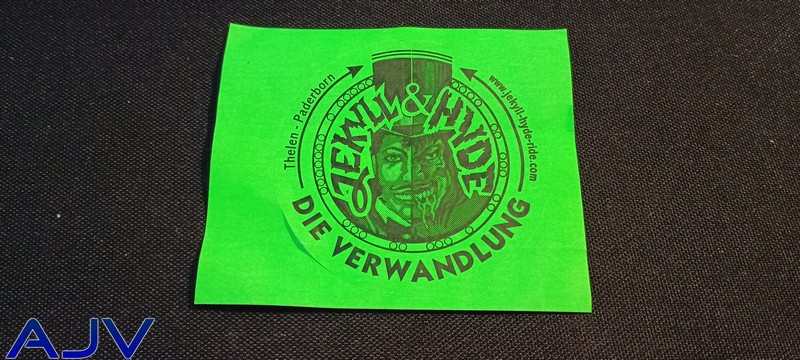 Thelen - Paderborn
www.jekyll-hyde-ride.com
JEKYLL & HYDE
DIE VERWANDLUNG
AJV